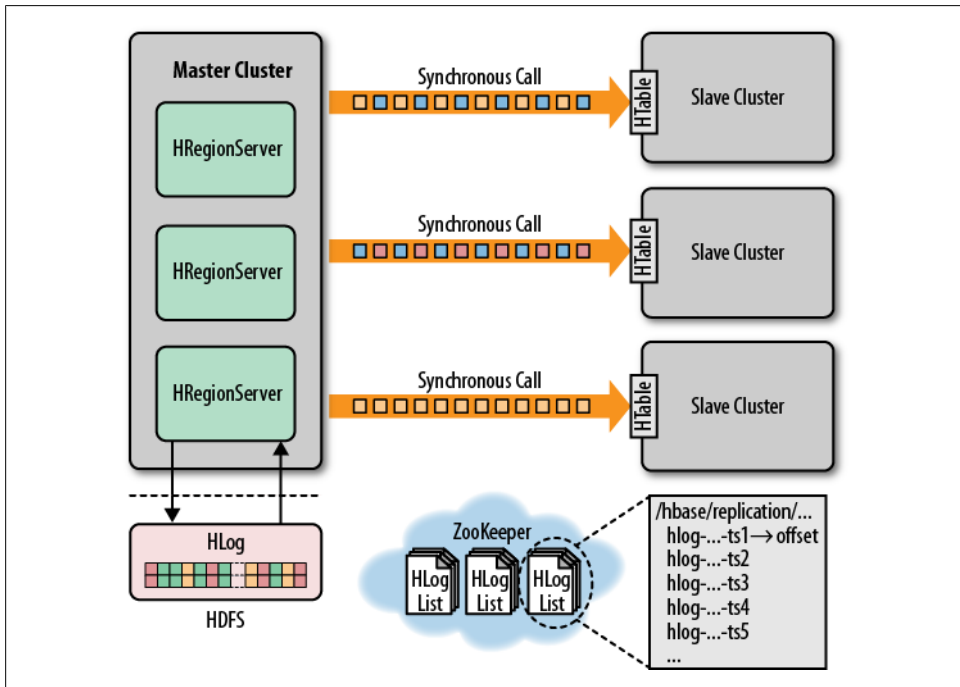 Master Cluster
HRegionServer
HRegionServer
HRegionServer
Synchronous Call
HTable
Slave Cluster
Synchronous Call
HTable
Slave Cluster
Synchronous Call
HTable
Slave Cluster
HLog
HDFS
ZooKeeper
HLog
List
HLog
List
HLog
List
/hbase/replication/...
hlog-...-ts1→ offset
hlog-...-ts2
hlog-...-ts3
hlog-...-ts4
hlog-...-ts5
...